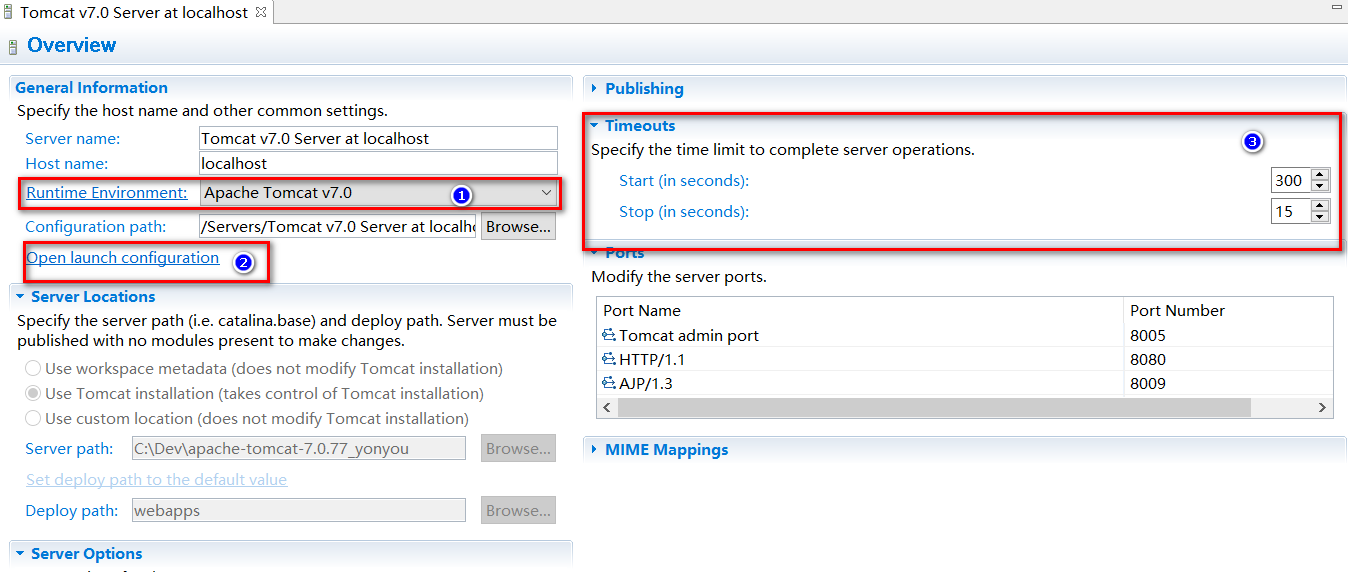 Tomcat v7.0 Server at localhost
Overview
General Information
Specify the host name and other common settings.
Server name: Tomcat v7.0 Server at localhost
Host name: localhost
Runtime Environment: Apache Tomcat v7.0 1
Configuration path: /Servers/Tomcat v7.0 Server at localh Browse...
Open launch configuration 2
Server Locations
Specify the server path (i.e. catalina.base) and deploy path. Server must be
published with no modules present to make changes.
Use workspace metadata (does not modify Tomcat installation)
Use Tomcat installation (takes control of Tomcat installation)
Use custom location (does not modify Tomcat installation)
Server path: C:\Dev\apache-tomcat-7.0.77_yonyou Browse...
Set deploy path to the default value
Deploy path: webapps Browse...
Server Options
Publishing
Timeouts
3
Specify the time limit to complete server operations.
Start (in seconds): 300
Stop (in seconds): 15
Ports
Modify the server ports.
Port Name Port Number
Tomcat admin port 8005
HTTP/1.1 8080
AJP/1.3 8009
MIME Mappings